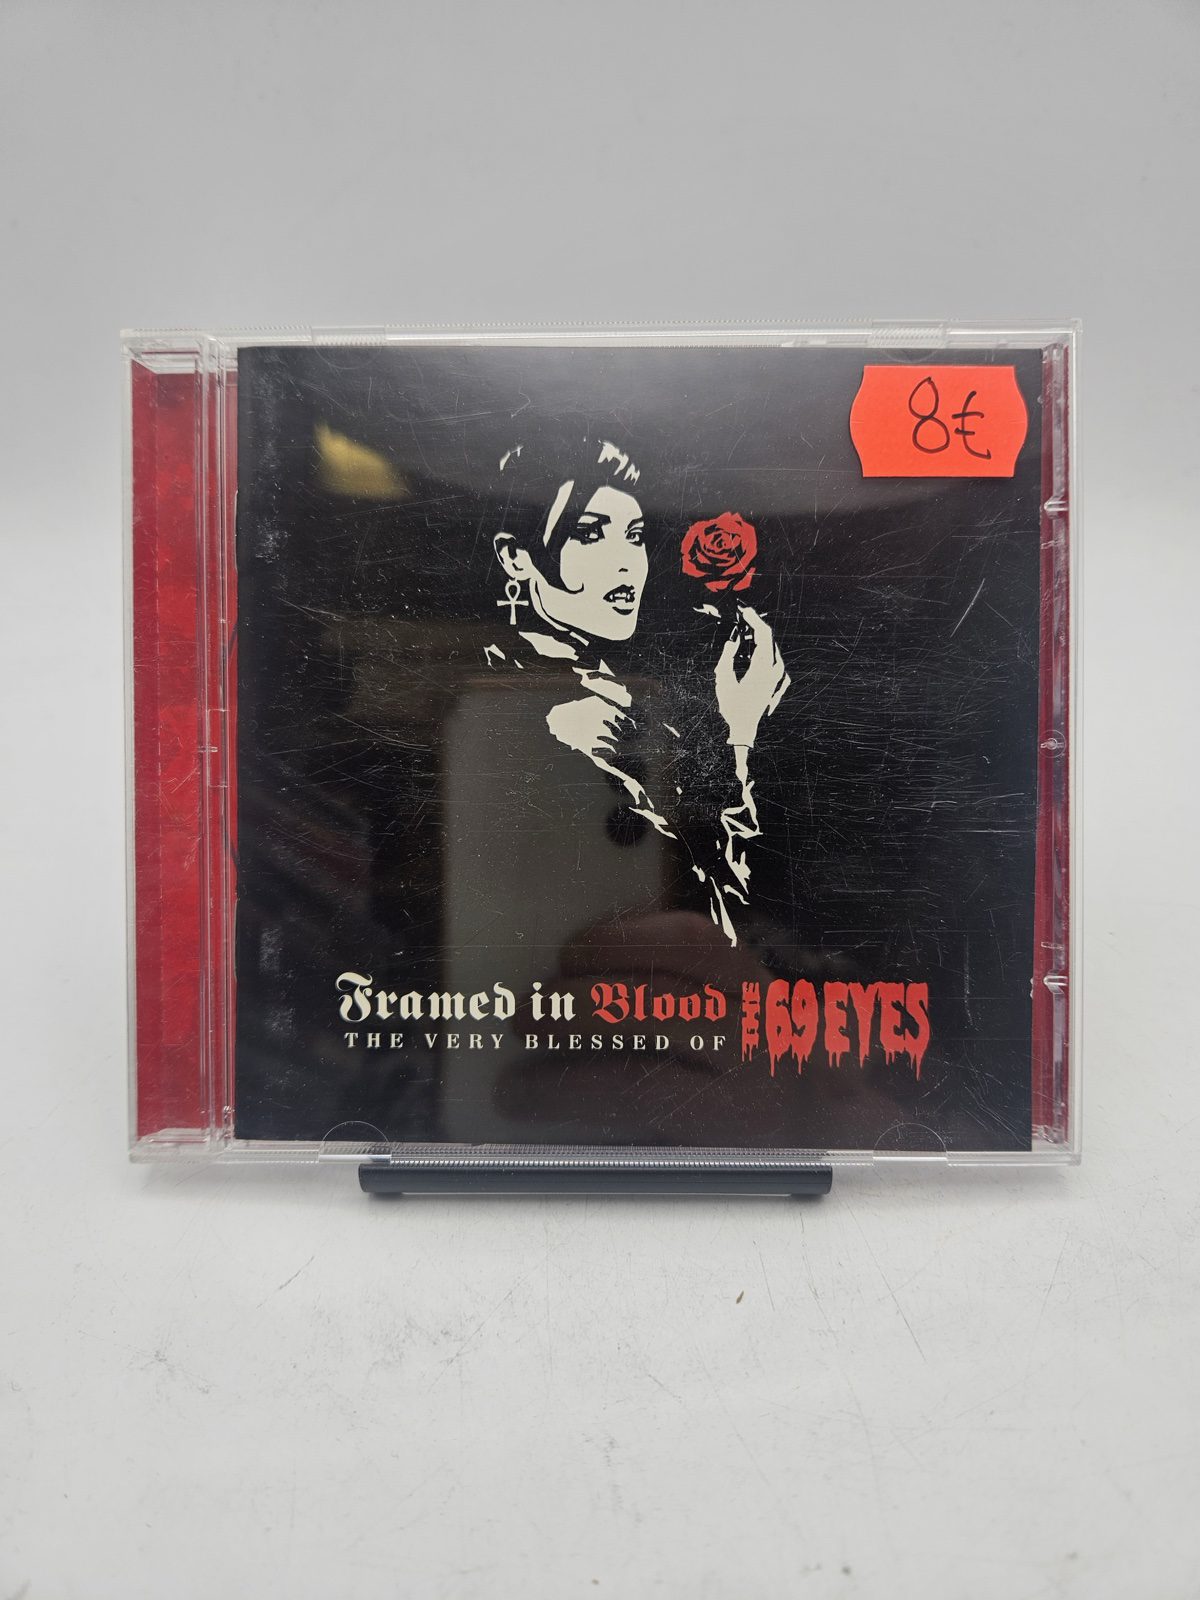 8€
Framed in Blood
THE VERY BLESSED OF
THE 69 EYES